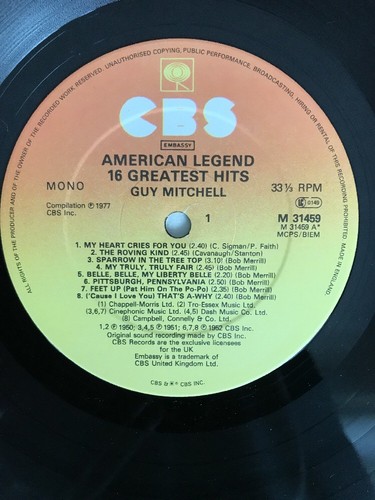 ALL RIGHTS OF THE PRODUCER AND OF THE OWNER OF THE RECORDED WORK RESERVED. UNAUTHORISED COPYING, PUBLIC PERFORMANCE, BROADCASTING, HIRING OR RENTAL OF THIS RECORDING PROHIBITED. MADE IN ENGLAND.
CBS
EMBASSY
AMERICAN LEGEND
16 GREATEST HITS
MONO GUY MITCHELL 33⅓ RPM
Compilation ℗ 1977
CBS Inc.
1
G 0149
M 31459
M 31459 A*
MCPS/BIEM
1. MY HEART CRIES FOR YOU (2.40) (C. Sigman/P. Faith)
2. THE ROVING KIND (2.45) (Cavanaugh/Stanton)
3. SPARROW IN THE TREE TOP (3.10) (Bob Merrill)
4. MY TRULY, TRULY FAIR (2.45) (Bob Merrill)
5. BELLE, BELLE, MY LIBERTY BELLE (2.20) (Bob Merrill)
6. PITTSBURGH, PENNSYLVANIA (2.50) (Bob Merrill)
7. FEET UP (Pat Him On The Po-Po) (2.35) (Bob Merrill)
8. ('Cause I Love You) THAT'S A-WHY (2.40) (Bob Merrill)
(1) Chappell-Morris Ltd. (2) Tro-Essex Music Ltd.
(3,6,7) Cinephonic Music Ltd. (4,5) Dash Music Co. Ltd.
(8) Campbell, Connelly & Co. Ltd.
1, 2 ℗ 1950; 3,4,5 ℗ 1951; 6,7,8 ℗ 1952 CBS Inc.
Original sound recording made by CBS Inc.
CBS Records are the exclusive licensees
for the UK
Embassy is a trademark of
CBS United Kingdom Ltd.
CBS & ® CBS INC.